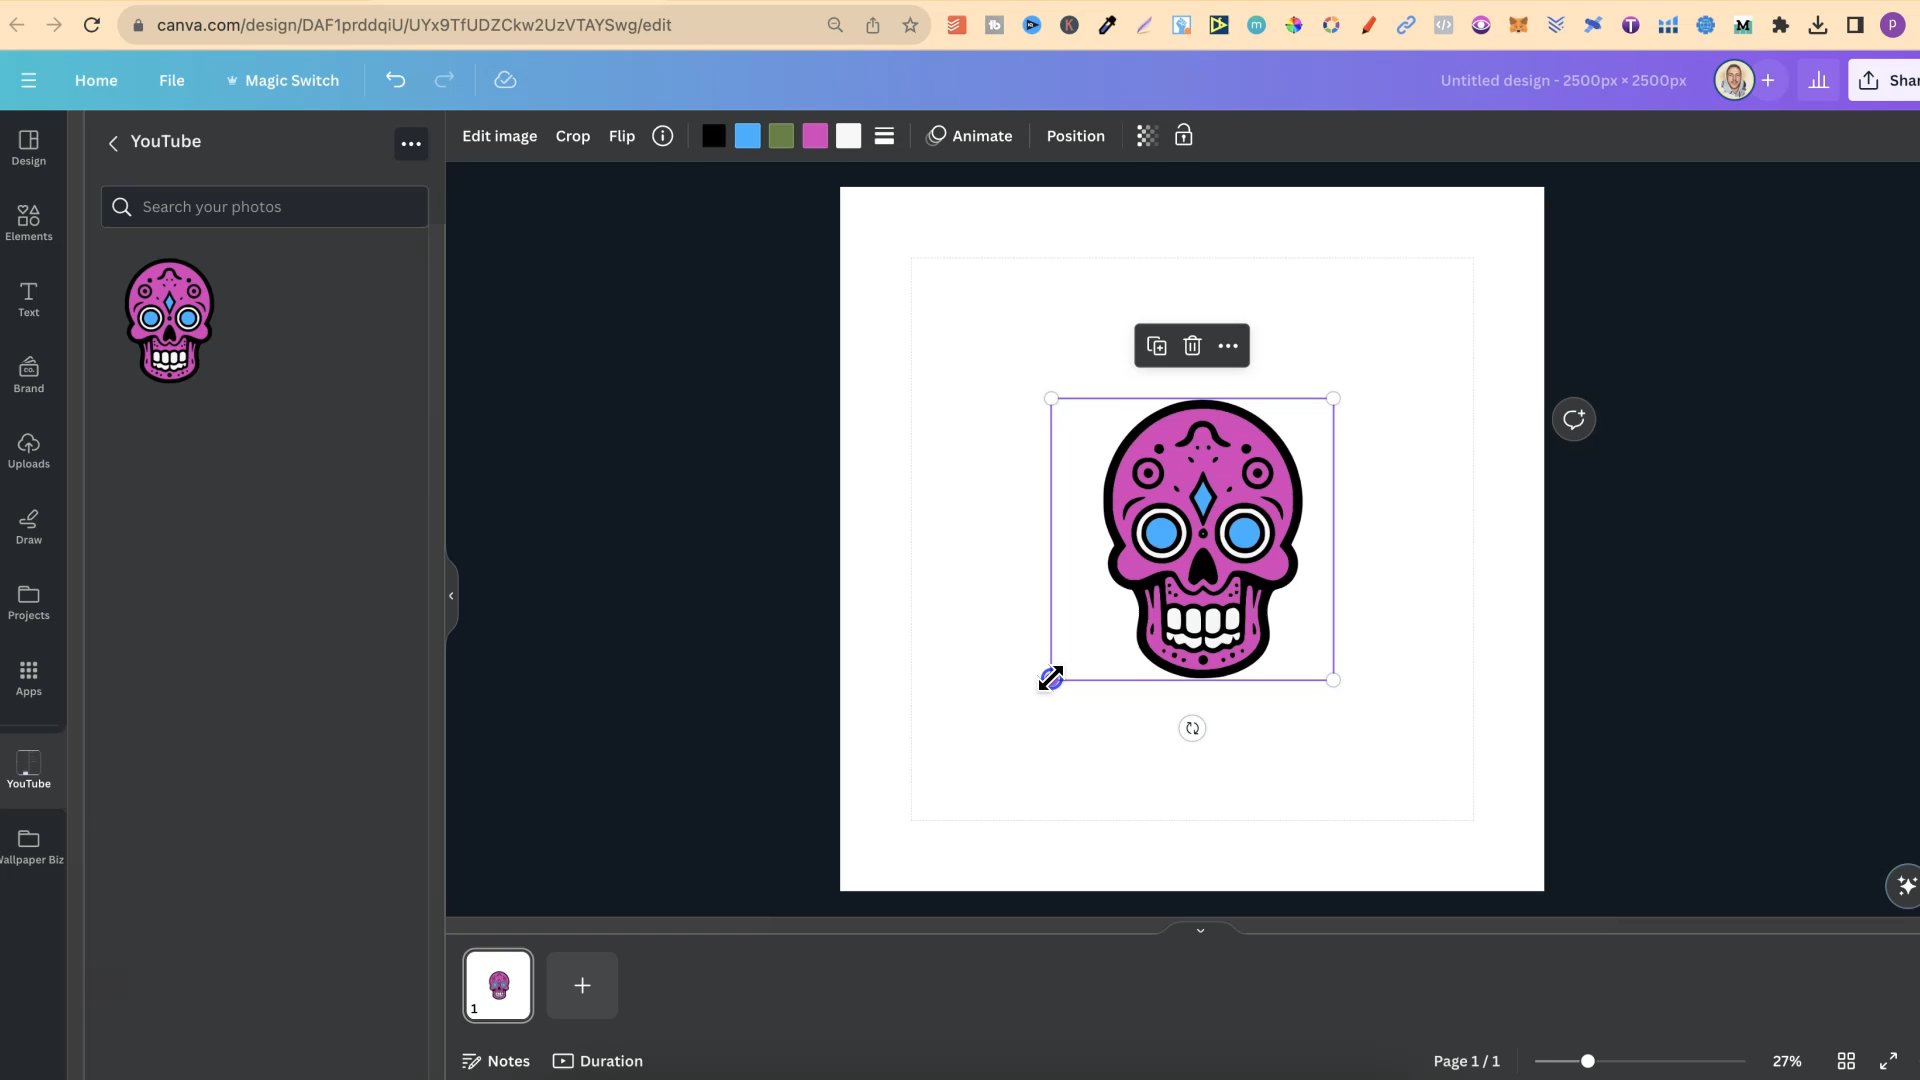 canva.com/design/DAF1prddqiU/UYx9TfUDZCkw2UzVTAYSwg/edit
Home
File
Magic Switch
Untitled design - 2500px × 2500px
Shar
Design
Elements
Text
Brand
Uploads
Draw
Projects
Apps
YouTube
Wallpaper Biz
YouTube
Search your photos
Edit image
Crop
Flip
Animate
Position
1
Notes
Duration
Page 1 / 1
27%